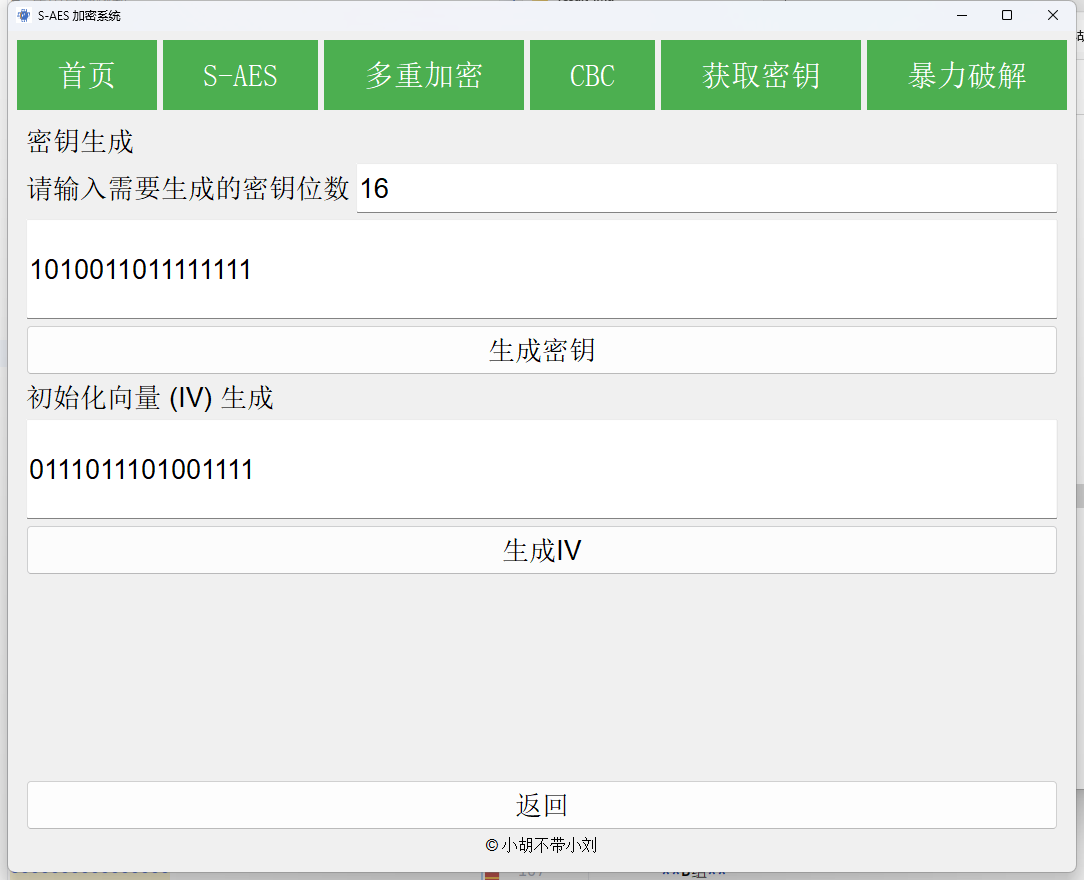 S-AES 加密系统
首页 S-AES 多重加密 CBC 获取密钥 暴力破解
密钥生成
请输入需要生成的密钥位数 16
1010011011111111
生成密钥
初始化向量 (IV) 生成
0111011101001111
生成IV
返回
© 小胡不带小刘